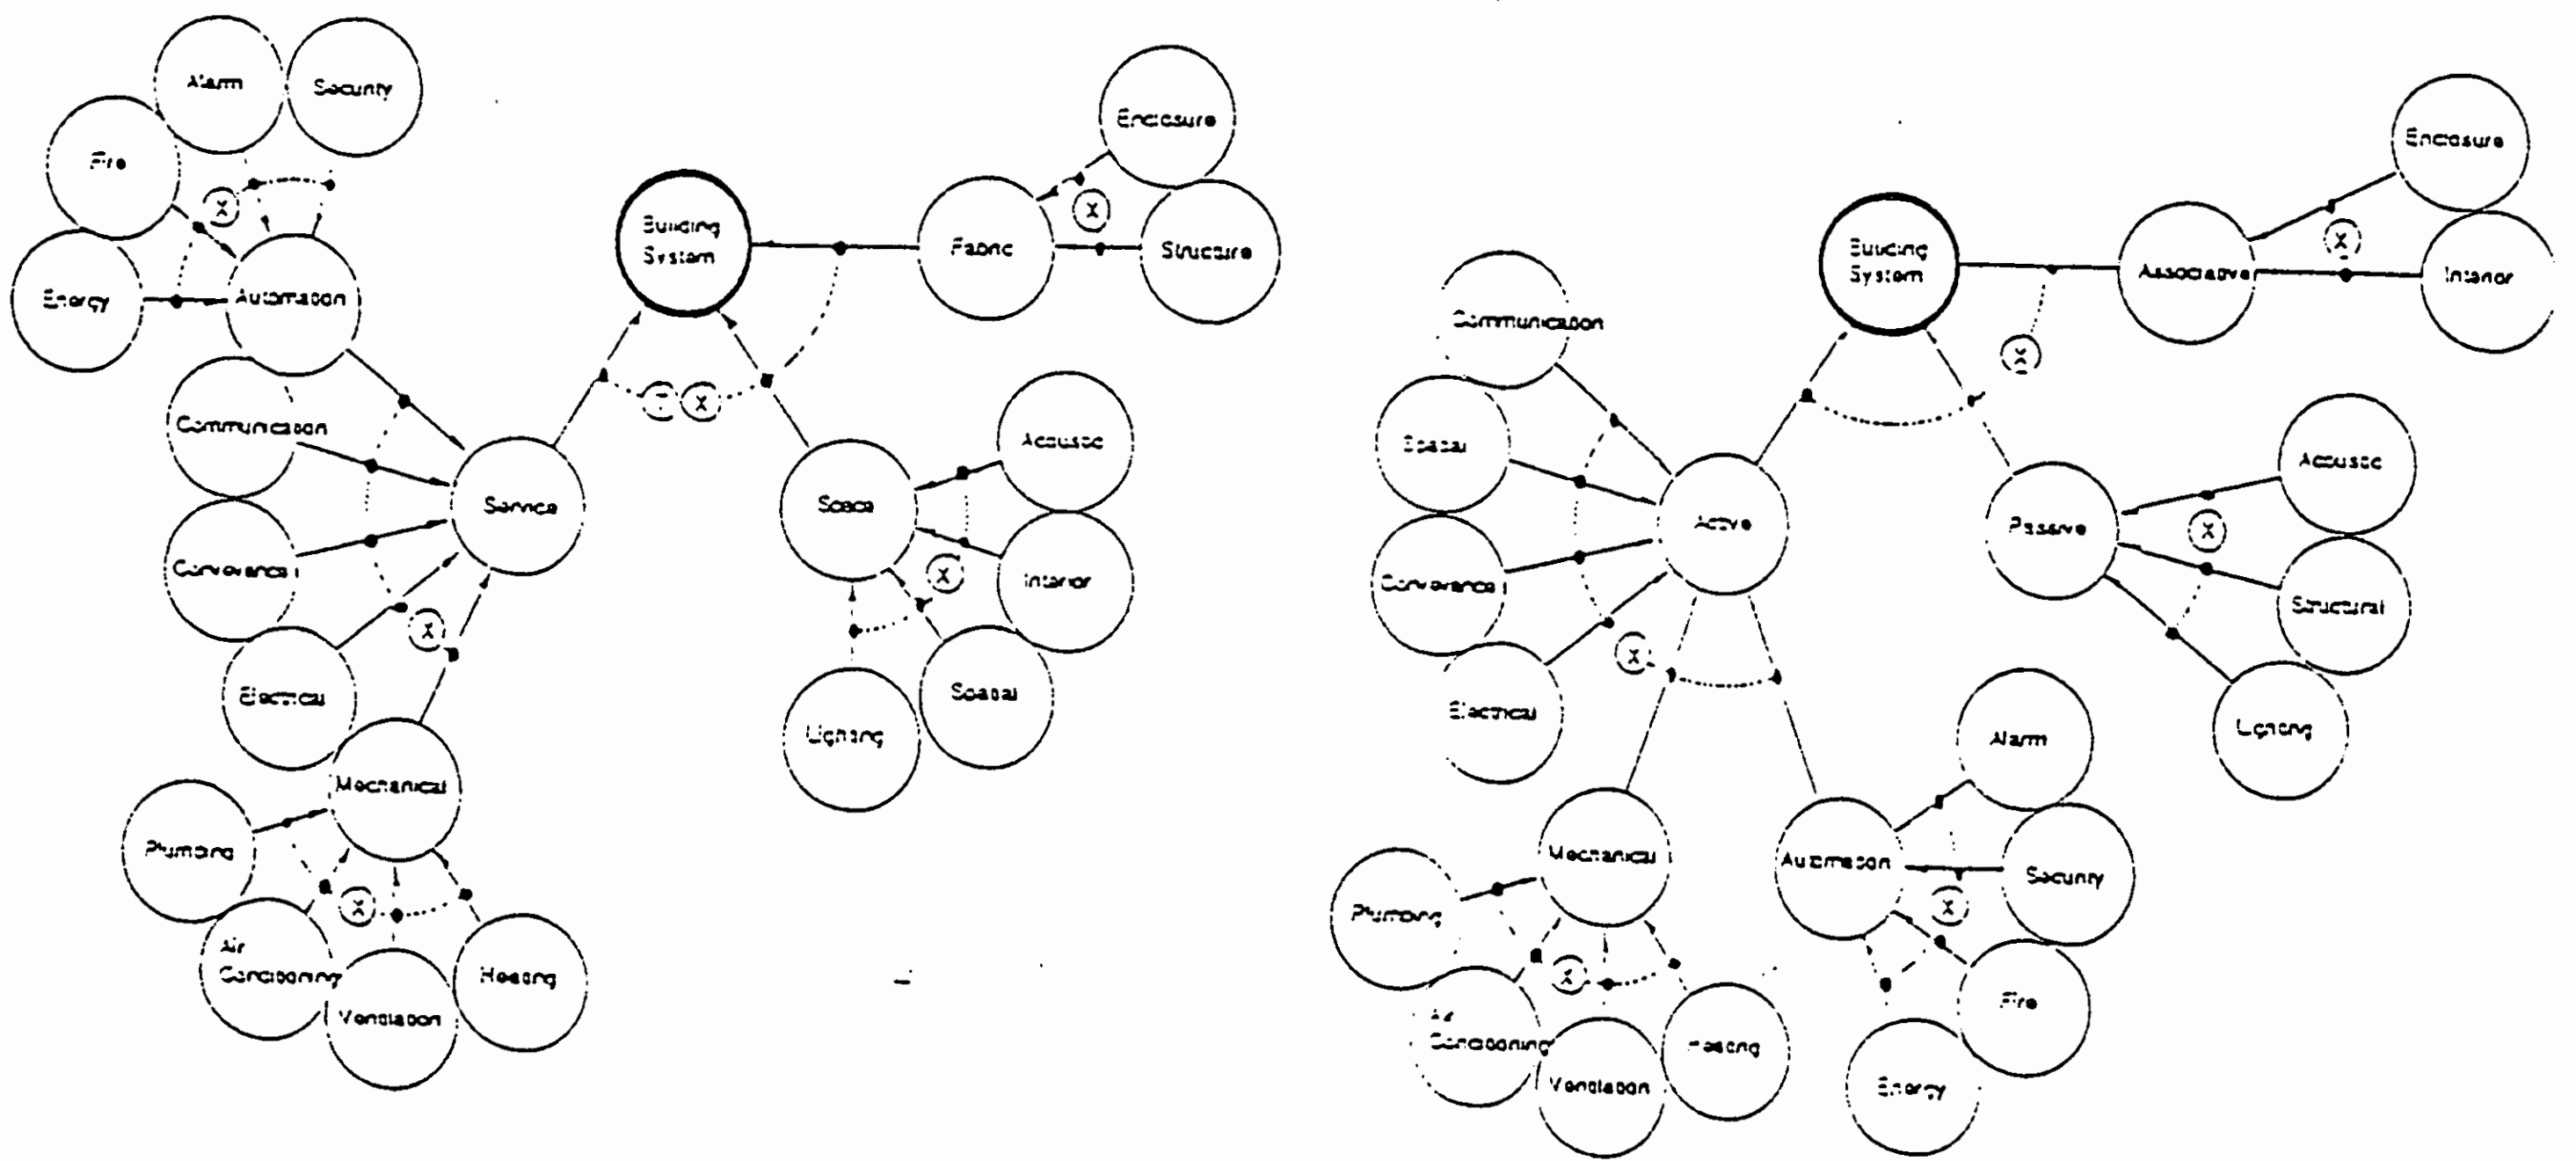 Alarm
Security
Fire
Energy
Automation
Communication
Conveyance
Electrical
Service
Mechanical
Plumbing
Air
Conditioning
Ventilation
Heating
Building
System
Fabric
Enclosure
Structure
Space
Acoustic
Interior
Spatial
Lighting
X
X
X
X
X
X
Building
System
Associative
Enclosure
Interior
Communication
Spatial
Conveyance
Electrical
Active
Passive
Acoustic
Structural
Lighting
Mechanical
Plumbing
Air
Conditioning
Ventilation
Heating
Automation
Alarm
Security
Fire
Energy
X
X
X
X
X
X